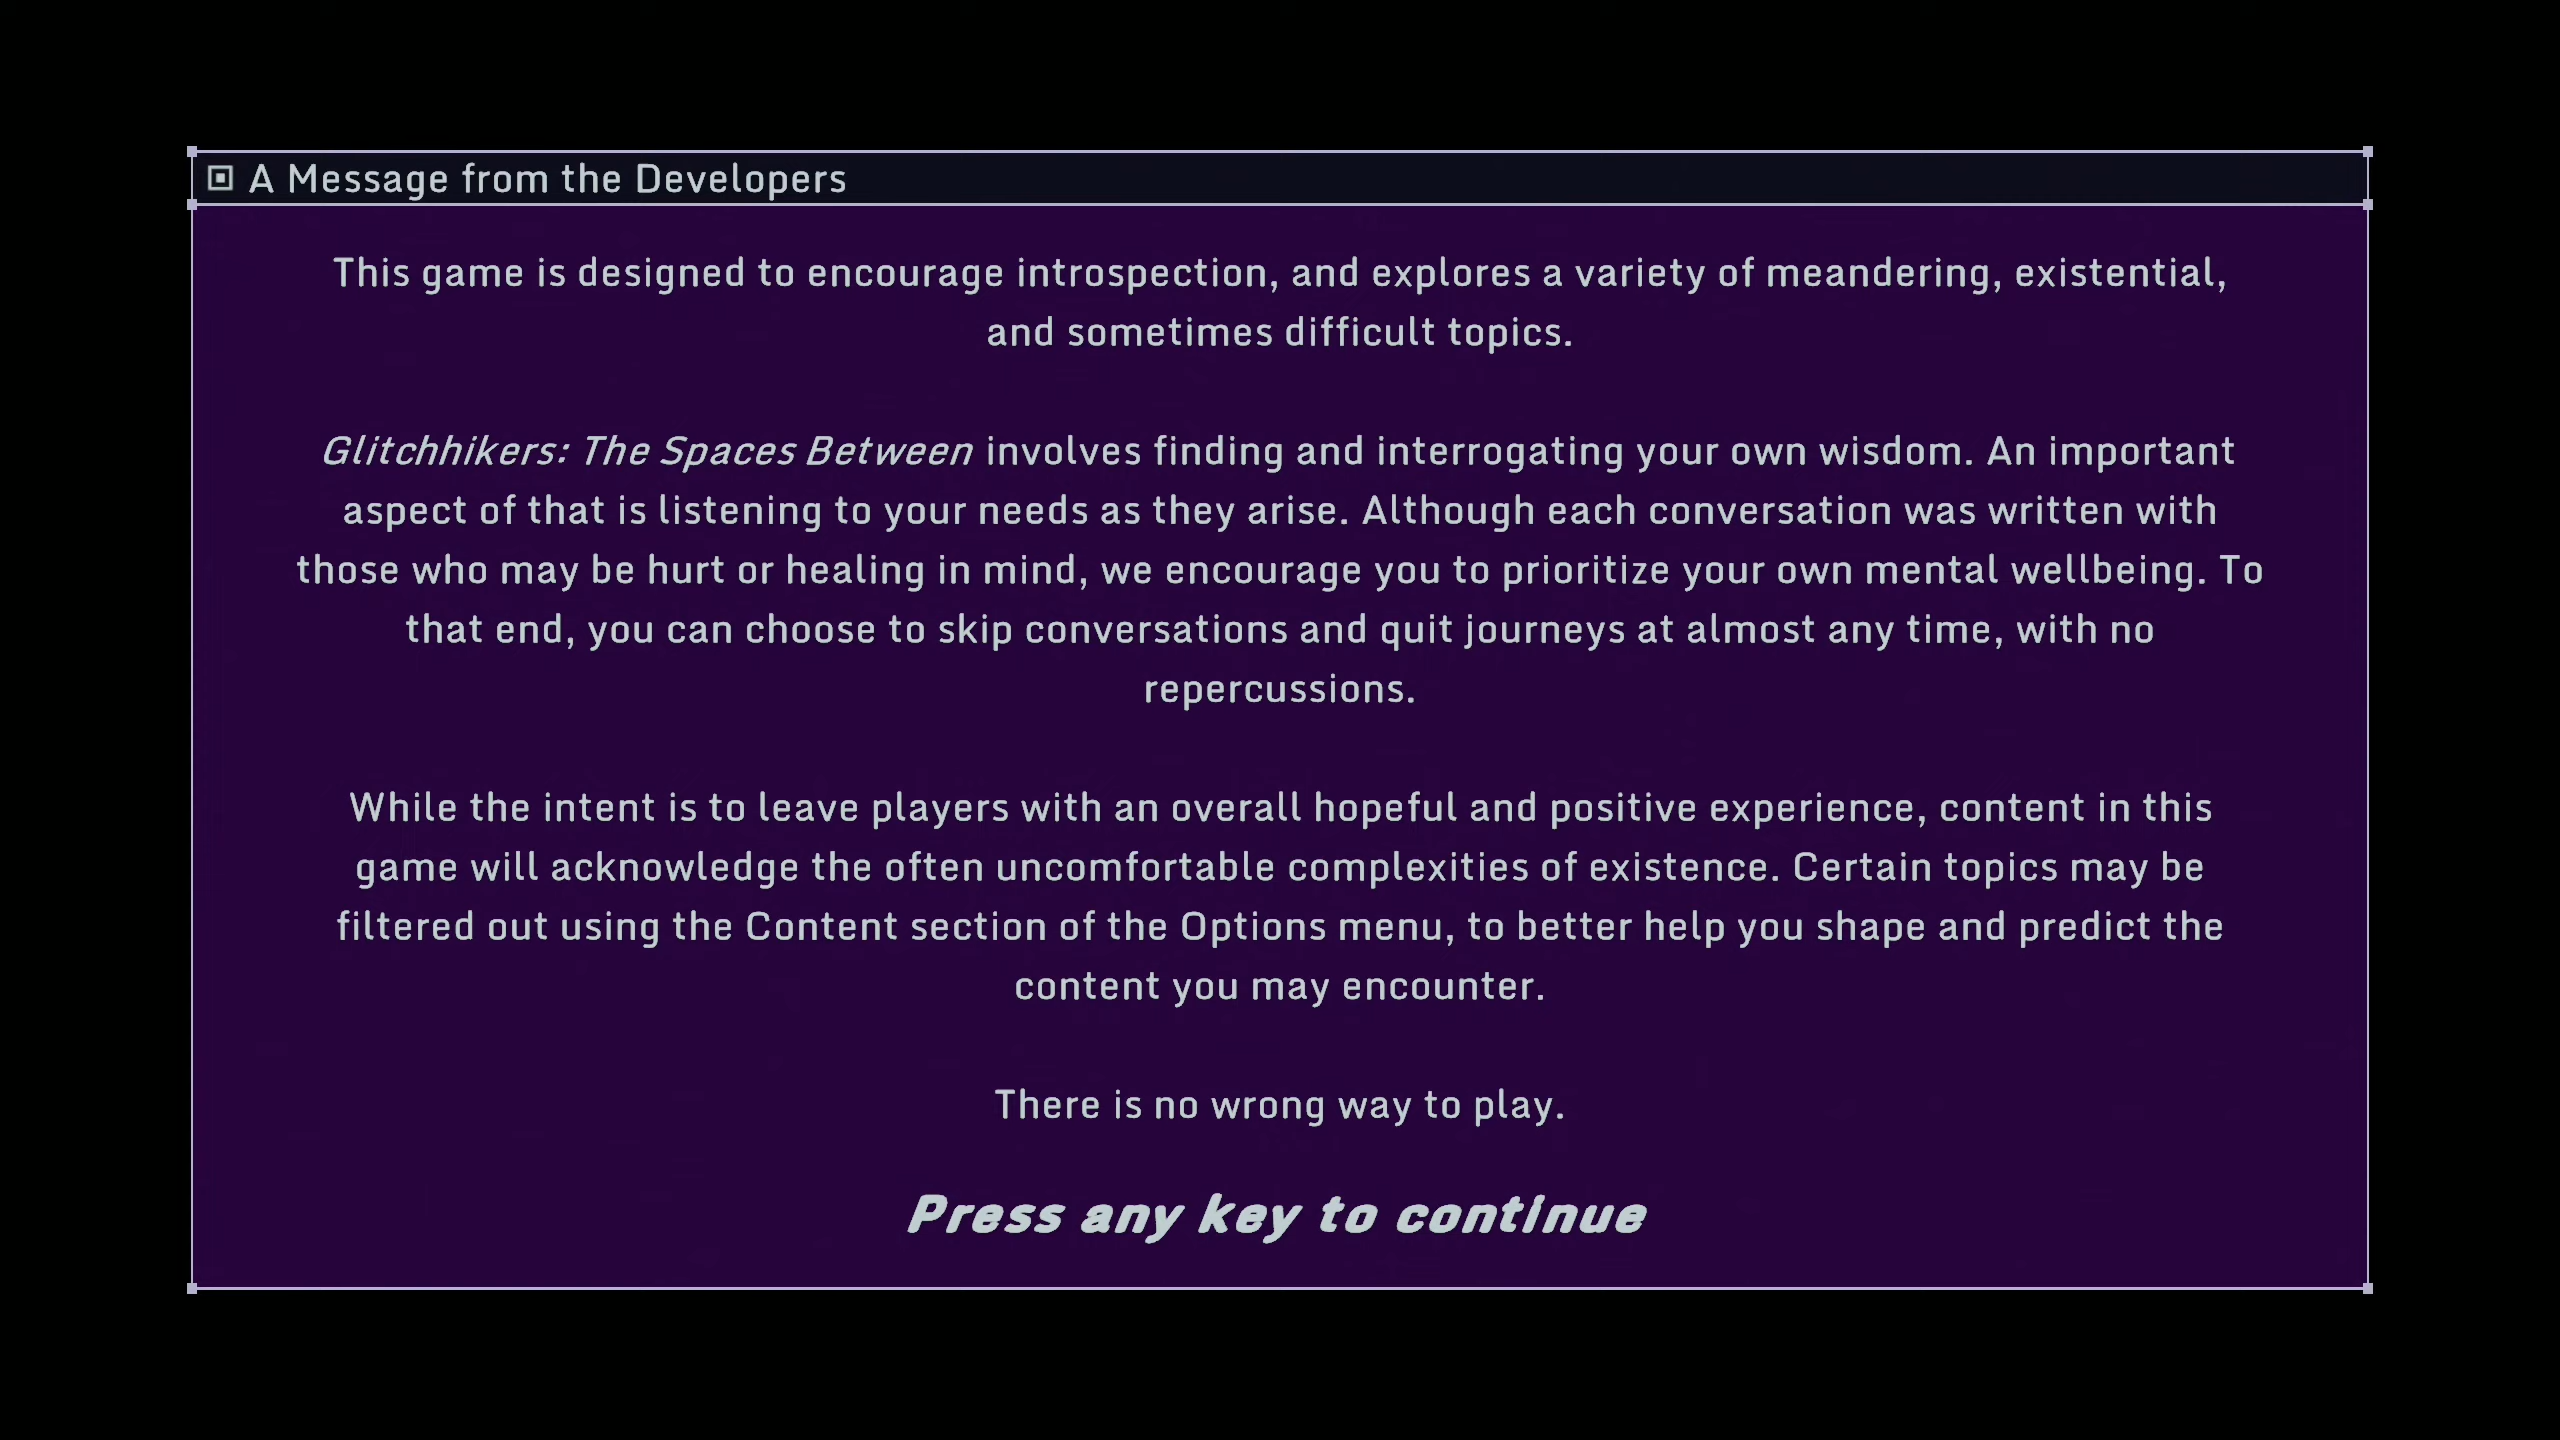 A Message from the Developers
This game is designed to encourage introspection, and explores a variety of meandering, existential,
and sometimes difficult topics.
Glitchhikers: The Spaces Between involves finding and interrogating your own wisdom. An important
aspect of that is listening to your needs as they arise. Although each conversation was written with
those who may be hurt or healing in mind, we encourage you to prioritize your own mental wellbeing. To
that end, you can choose to skip conversations and quit journeys at almost any time, with no
repercussions.
While the intent is to leave players with an overall hopeful and positive experience, content in this
game will acknowledge the often uncomfortable complexities of existence. Certain topics may be
filtered out using the Content section of the Options menu, to better help you shape and predict the
content you may encounter.
There is no wrong way to play.
Press any key to continue